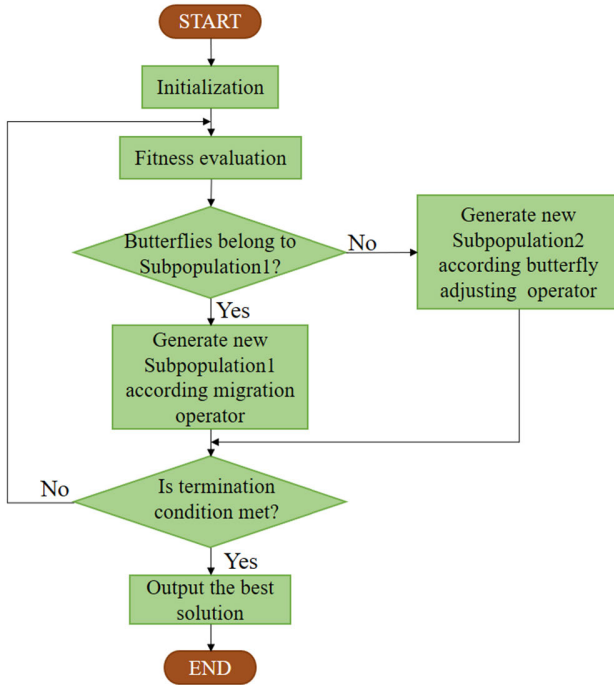 START
Initialization
Fitness evaluation
Butterflies belong to
Subpopulation1?
No
Generate new
Subpopulation2
according butterfly
adjusting operator
Yes
Generate new
Subpopulation1
according migration
operator
No
Is termination
condition met?
Yes
Output the best
solution
END